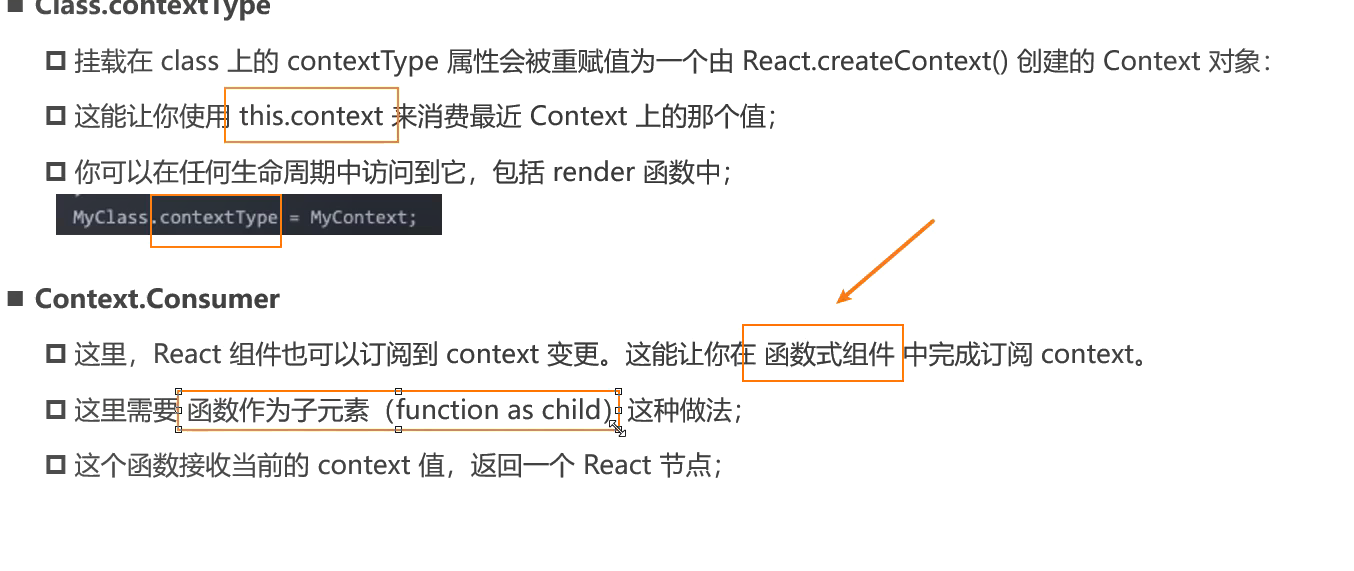 Class.contextType
挂载在 class 上的 contextType 属性会被重赋值为一个由 React.createContext() 创建的 Context 对象：
这能让你使用 this.context 来消费最近 Context 上的那个值；
你可以在任何生命周期中访问到它，包括 render 函数中；
MyClass.contextType = MyContext;
Context.Consumer
这里，React 组件也可以订阅到 context 变更。这能让你在 函数式组件 中完成订阅 context。
这里需要 函数作为子元素（function as child）这种做法；
这个函数接收当前的 context 值，返回一个 React 节点；